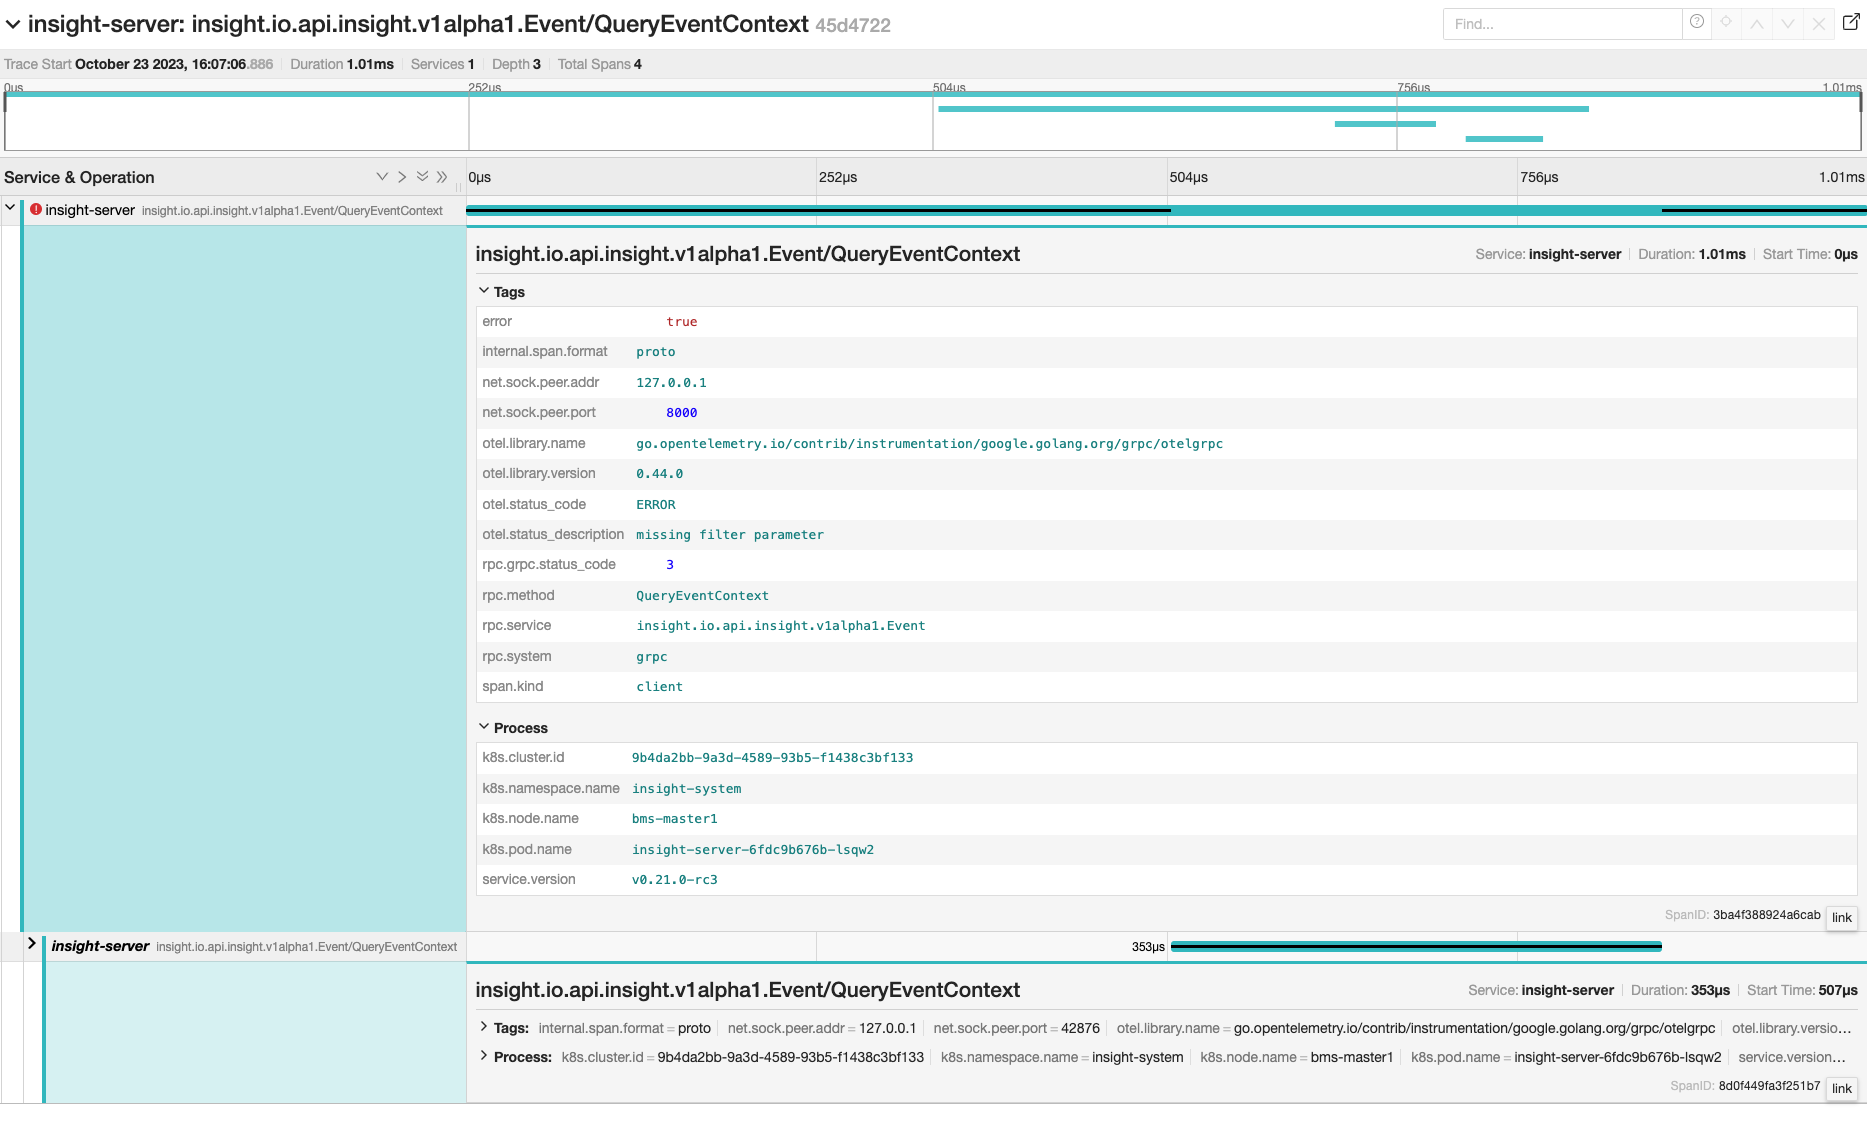 insight-server: insight.io.api.insight.v1alpha1.Event/QueryEventContext 45d4722
Find...
Trace Start October 23 2023, 16:07:06.886 Duration 1.01ms Services 1 Depth 3 Total Spans 4
0μs 252μs 504μs 756μs 1.01ms
Service & Operation 0μs 252μs 504μs 756μs 1.01ms
insight-server insight.io.api.insight.v1alpha1.Event/QueryEventContext
insight.io.api.insight.v1alpha1.Event/QueryEventContext Service: insight-server Duration: 1.01ms Start Time: 0μs
Tags
error true
internal.span.format proto
net.sock.peer.addr 127.0.0.1
net.sock.peer.port 8000
otel.library.name go.opentelemetry.io/contrib/instrumentation/google.golang.org/grpc/otelgrpc
otel.library.version 0.44.0
otel.status_code ERROR
otel.status_description missing filter parameter
rpc.grpc.status_code 3
rpc.method QueryEventContext
rpc.service insight.io.api.insight.v1alpha1.Event
rpc.system grpc
span.kind client
Process
k8s.cluster.id 9b4da2bb-9a3d-4589-93b5-f1438c3bf133
k8s.namespace.name insight-system
k8s.node.name bms-master1
k8s.pod.name insight-server-6fdc9b676b-lsqw2
service.version v0.21.0-rc3
SpanID: 3ba4f388924a6cab link
insight-server insight.io.api.insight.v1alpha1.Event/QueryEventContext 353μs
insight.io.api.insight.v1alpha1.Event/QueryEventContext Service: insight-server Duration: 353μs Start Time: 507μs
Tags: internal.span.format = proto net.sock.peer.addr = 127.0.0.1 net.sock.peer.port = 42876 otel.library.name = go.opentelemetry.io/contrib/instrumentation/google.golang.org/grpc/otelgrpc otel.library.versio...
Process: k8s.cluster.id = 9b4da2bb-9a3d-4589-93b5-f1438c3bf133 k8s.namespace.name = insight-system k8s.node.name = bms-master1 k8s.pod.name = insight-server-6fdc9b676b-lsqw2 service.version...
SpanID: 8d0f449fa3f251b7 link